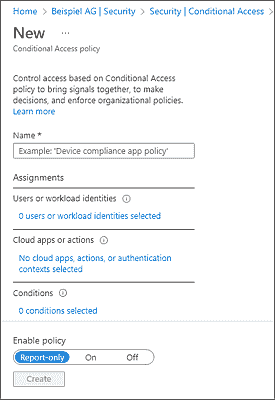 Home > Beispiel AG | Security > Security | Conditional Access >
New ...
Conditional Access policy
Control access based on Conditional Access
policy to bring signals together, to make
decisions, and enforce organizational policies.
Learn more
Name *
Example: 'Device compliance app policy'
Assignments
Users or workload identities
0 users or workload identities selected
Cloud apps or actions
No cloud apps, actions, or authentication
contexts selected
Conditions
0 conditions selected
Enable policy
Report-only On Off
Create